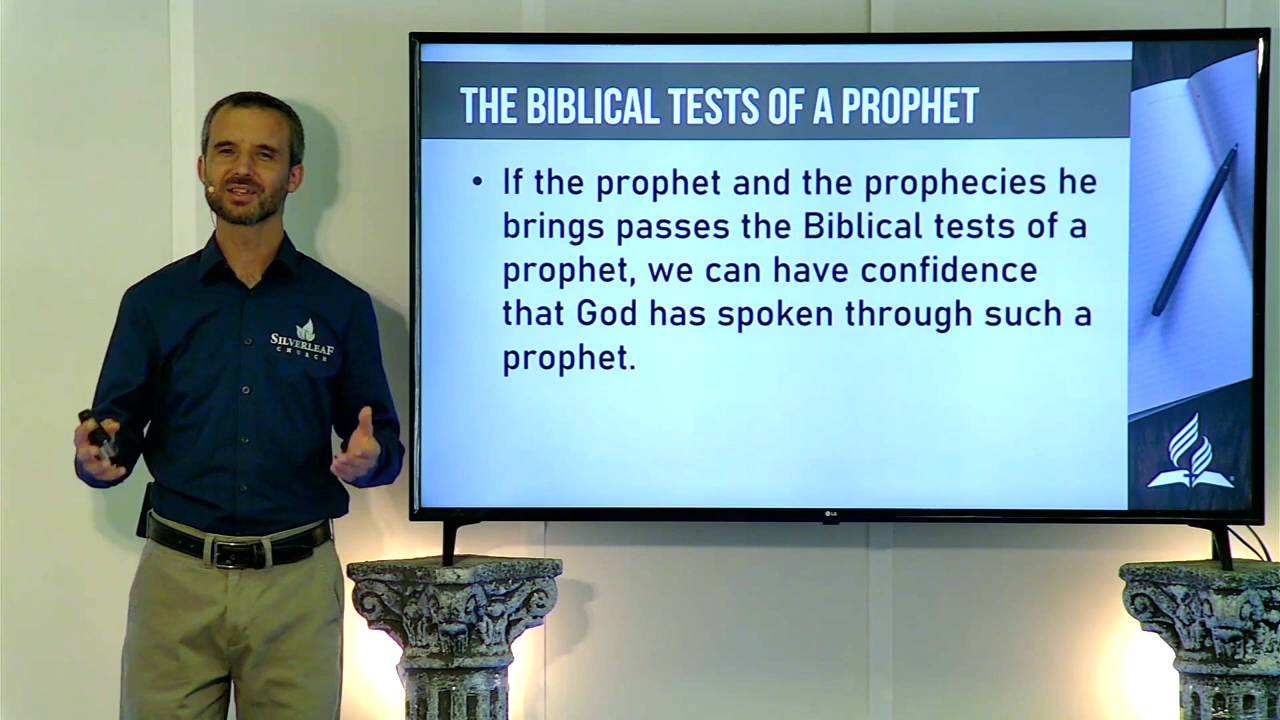 THE BIBLICAL TESTS OF A PROPHET
• If the prophet and the prophecies he
brings passes the Biblical tests of a
prophet, we can have confidence
that God has spoken through such a
prophet.
SILVERLEAF
CHURCH
LG